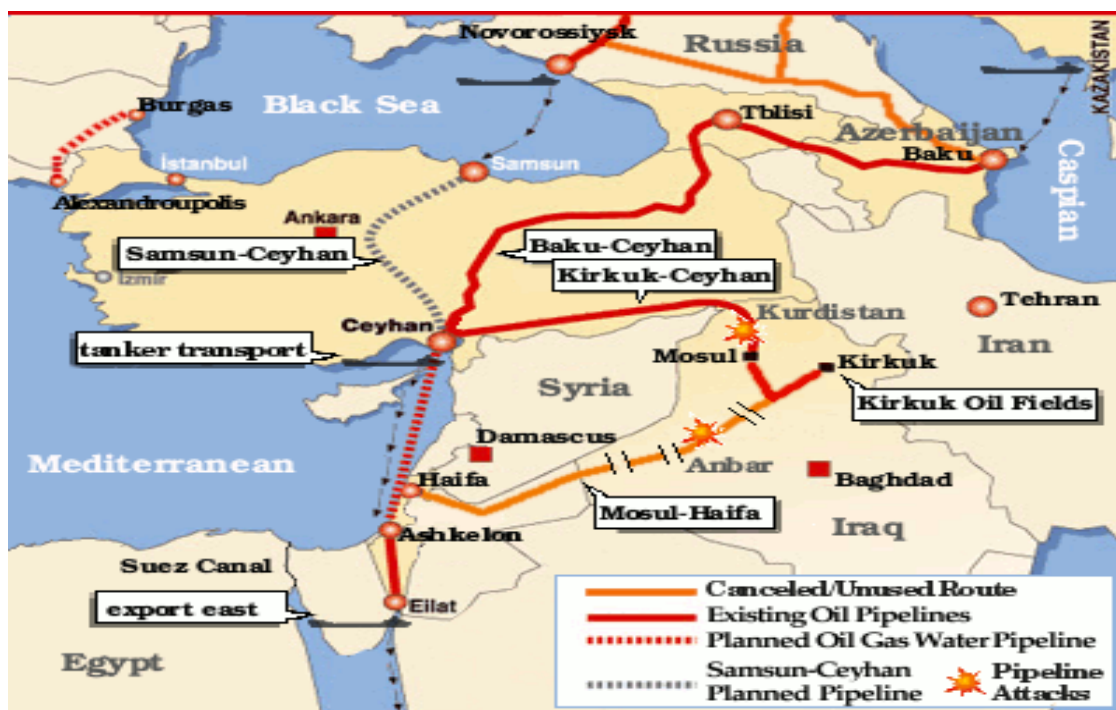 Novorossiysk
Russia
KAZAKISTAN
Burgas
Black Sea
Tblisi
Azerbaijan
Baku
Caspian
İstanbul
Samsun
Alexandroupolis
Ankara
Samsun-Ceyhan
Baku-Ceyhan
Kirkuk-Ceyhan
İzmir
Tehran
Ceyhan
Kurdistan
Iran
tanker transport
Mosul
Kirkuk
Syria
Kirkuk Oil Fields
Damascus
Mediterranean
Anbar
Haifa
Baghdad
Mosul-Haifa
Ashkelon
Iraq
Suez Canal
export east
Eilat
Egypt
Canceled/Unused Route
Existing Oil Pipelines
Planned Oil Gas Water Pipeline
Samsun-Ceyhan
Planned Pipeline
Pipeline
Attacks